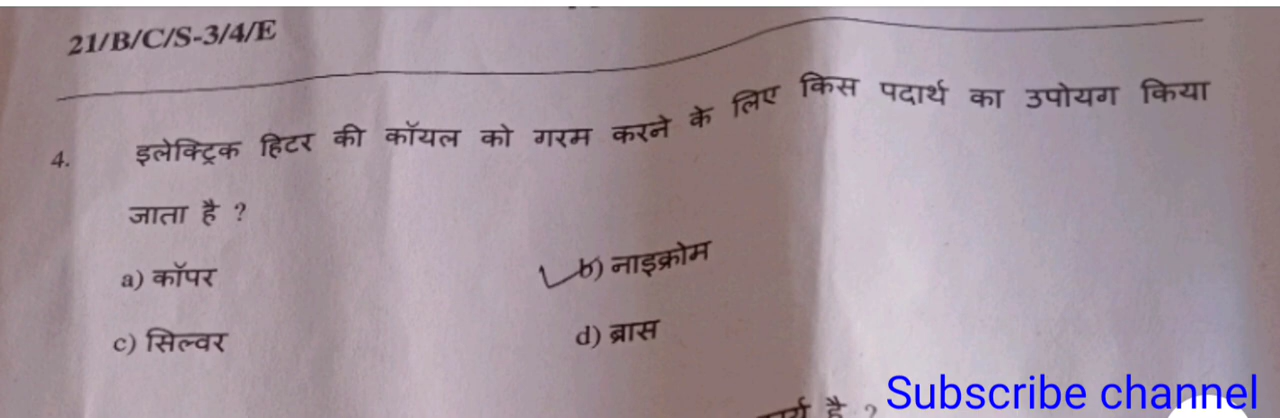 21/B/C/S-3/4/E
4. इलेक्ट्रिक हिटर की कॉयल को गरम करने के लिए किस पदार्थ का उपोयग किया
जाता है ?
a) कॉपर b) नाइक्रोम
c) सिल्वर d) ब्रास
है ?
Subscribe channel